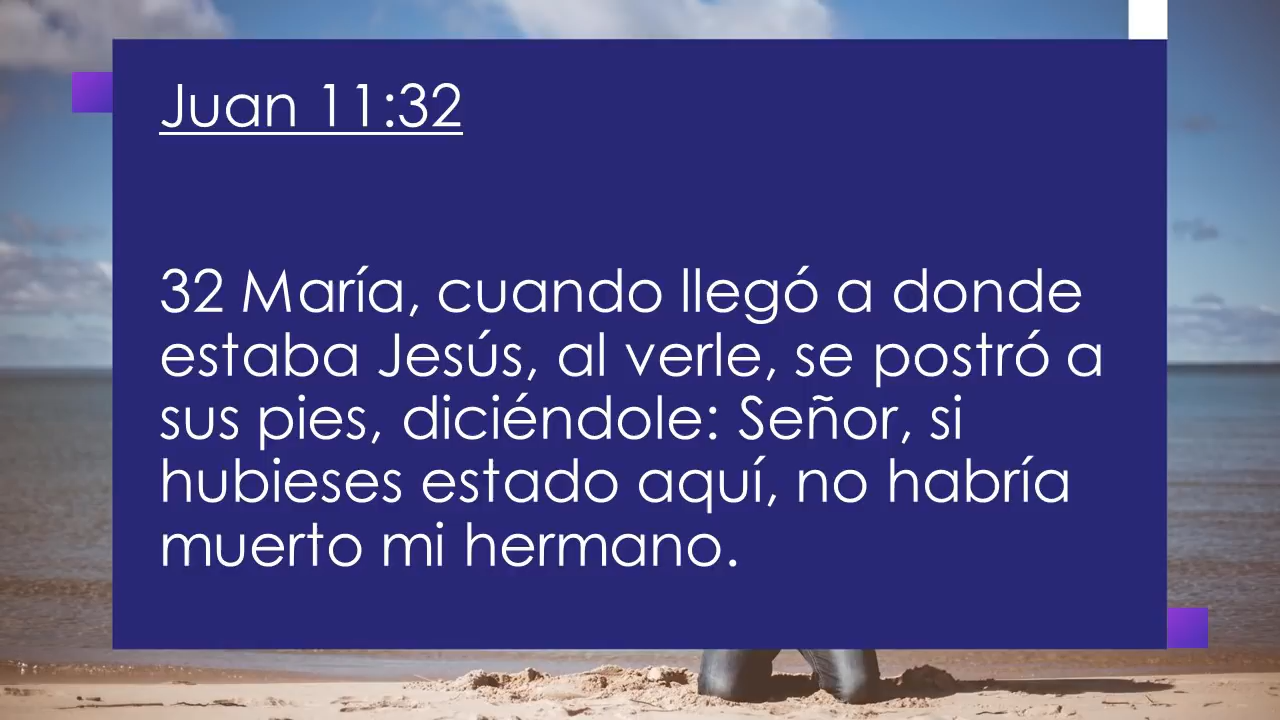 Juan 11:32
32 María, cuando llegó a donde
estaba Jesús, al verle, se postró a
sus pies, diciéndole: Señor, si
hubieses estado aquí, no habría
muerto mi hermano.